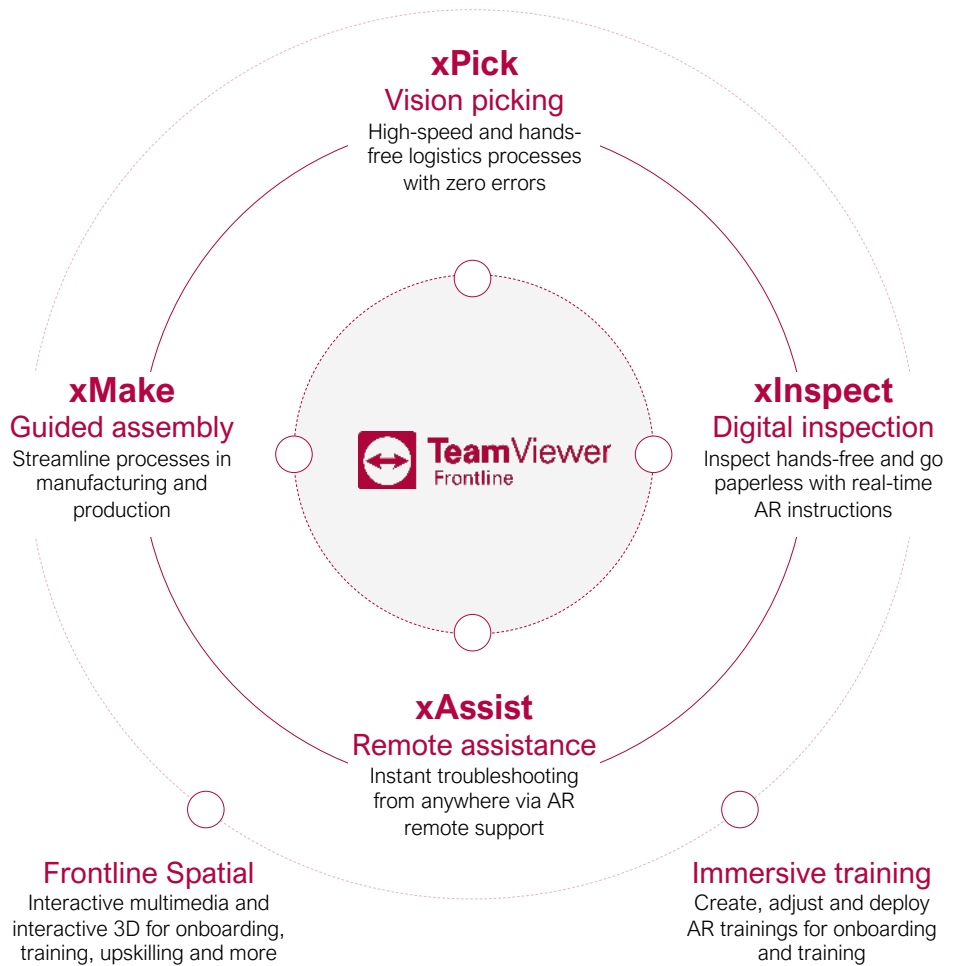 xPick
Vision picking
High-speed and hands-
free logistics processes
with zero errors
xMake
Guided assembly
Streamline processes in
manufacturing and
production
TeamViewer
Frontline
xInspect
Digital inspection
Inspect hands-free and go
paperless with real-time
AR instructions
xAssist
Remote assistance
Instant troubleshooting
from anywhere via AR
remote support
Frontline Spatial
Interactive multimedia and
interactive 3D for onboarding,
training, upskilling and more
Immersive training
Create, adjust and deploy
AR trainings for onboarding
and training